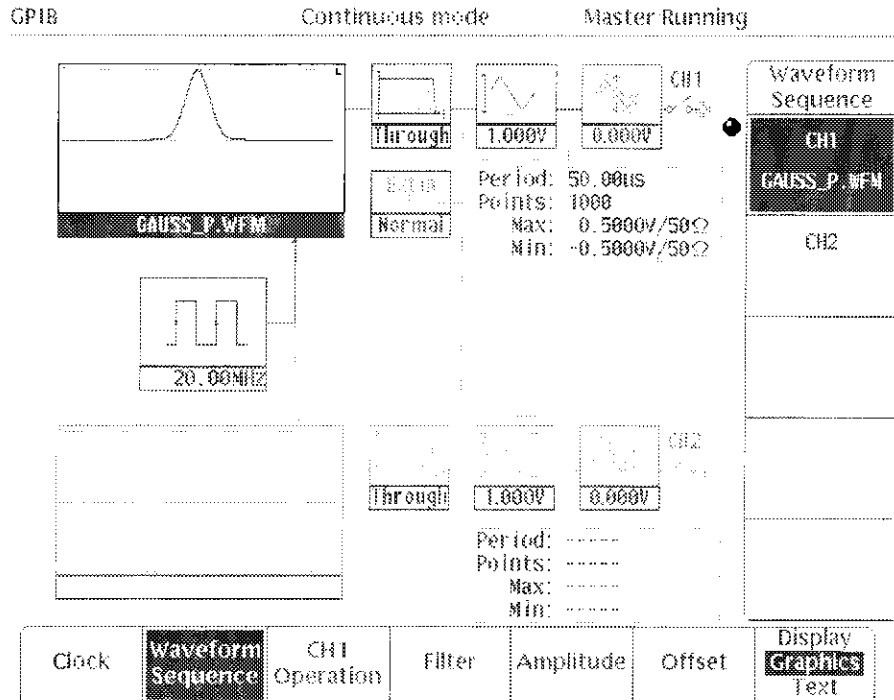 GPIB
Continuous mode
Master Running
CH1
Through
1.000V
0.000V
Normal
Period: 50.00us
Points: 1000
Max: 0.5000V/50Ω
Min: -0.5000V/50Ω
GAUSS_P.WFM
20.00MHz
CH2
Through
1.000V
0.000V
Period: -----
Points: -----
Max: -----
Min: -----
Waveform
Sequence
CH1
GAUSS_P.WFM
CH2
Clock
Waveform
Sequence
CH1
Operation
Filter
Amplitude
Offset
Display
Graphics
Text